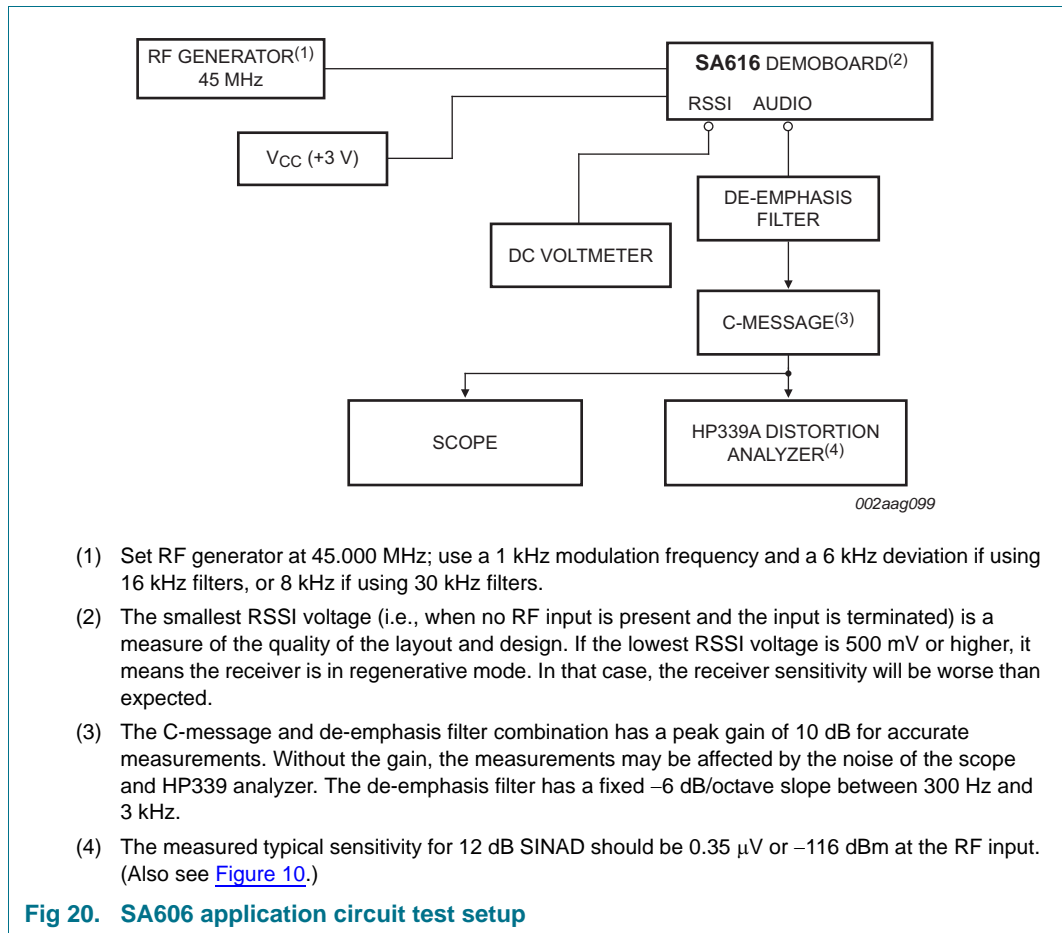 RF GENERATOR(1)
45 MHz
SA616 DEMOBOARD(2)
RSSI AUDIO
VCC (+3 V)
DE-EMPHASIS
FILTER
DC VOLTMETER
C-MESSAGE(3)
SCOPE
HP339A DISTORTION
ANALYZER(4)
002aag099
(1) Set RF generator at 45.000 MHz; use a 1 kHz modulation frequency and a 6 kHz deviation if using
16 kHz filters, or 8 kHz if using 30 kHz filters.
(2) The smallest RSSI voltage (i.e., when no RF input is present and the input is terminated) is a
measure of the quality of the layout and design. If the lowest RSSI voltage is 500 mV or higher, it
means the receiver is in regenerative mode. In that case, the receiver sensitivity will be worse than
expected.
(3) The C-message and de-emphasis filter combination has a peak gain of 10 dB for accurate
measurements. Without the gain, the measurements may be affected by the noise of the scope
and HP339 analyzer. The de-emphasis filter has a fixed −6 dB/octave slope between 300 Hz and
3 kHz.
(4) The measured typical sensitivity for 12 dB SINAD should be 0.35 μV or −116 dBm at the RF input.
(Also see Figure 10.)
Fig 20. SA606 application circuit test setup